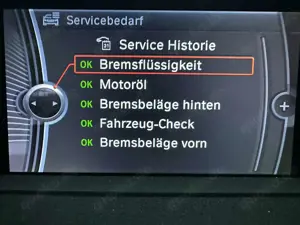 Servicebedarf
Service Historie
OK Bremsflüssigkeit
OK Motoröl
OK Bremsbeläge hinten
OK Fahrzeug-Check
OK Bremsbeläge vorn